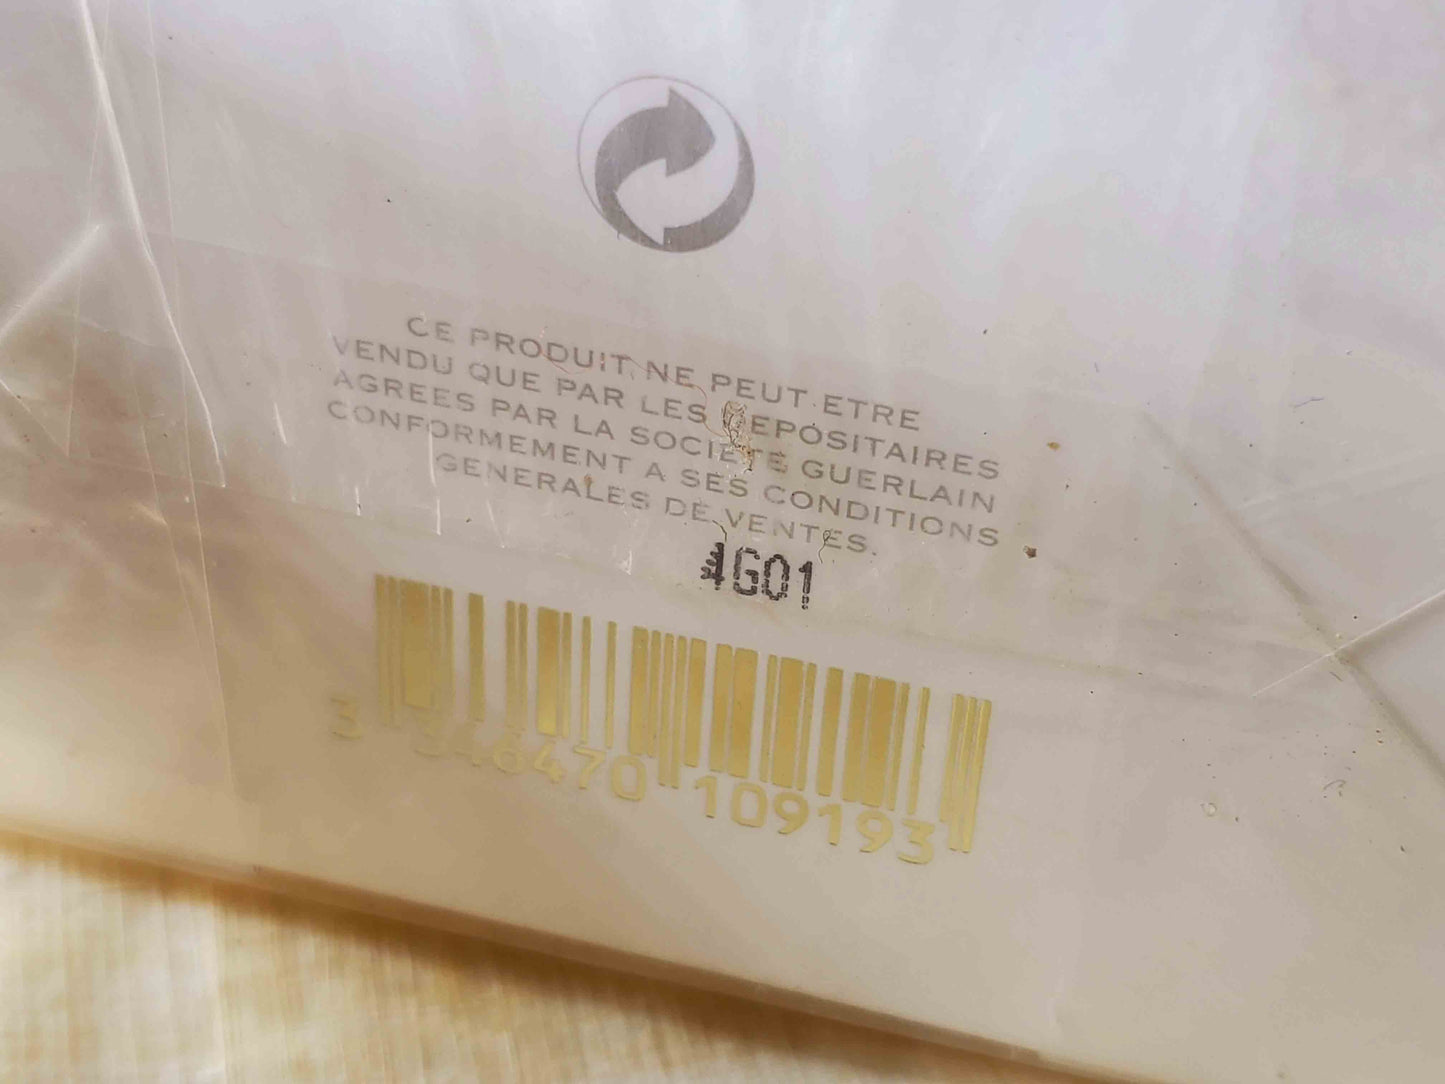 CE PRODUIT NE PEUT ETRE
VENDU QUE PAR LES DEPOSITAIRES
AGREES PAR LA SOCIETE GUERLAIN
CONFORMEMENT A SES CONDITIONS
GENERALES DE VENTES.
4G01
3 346470 109193